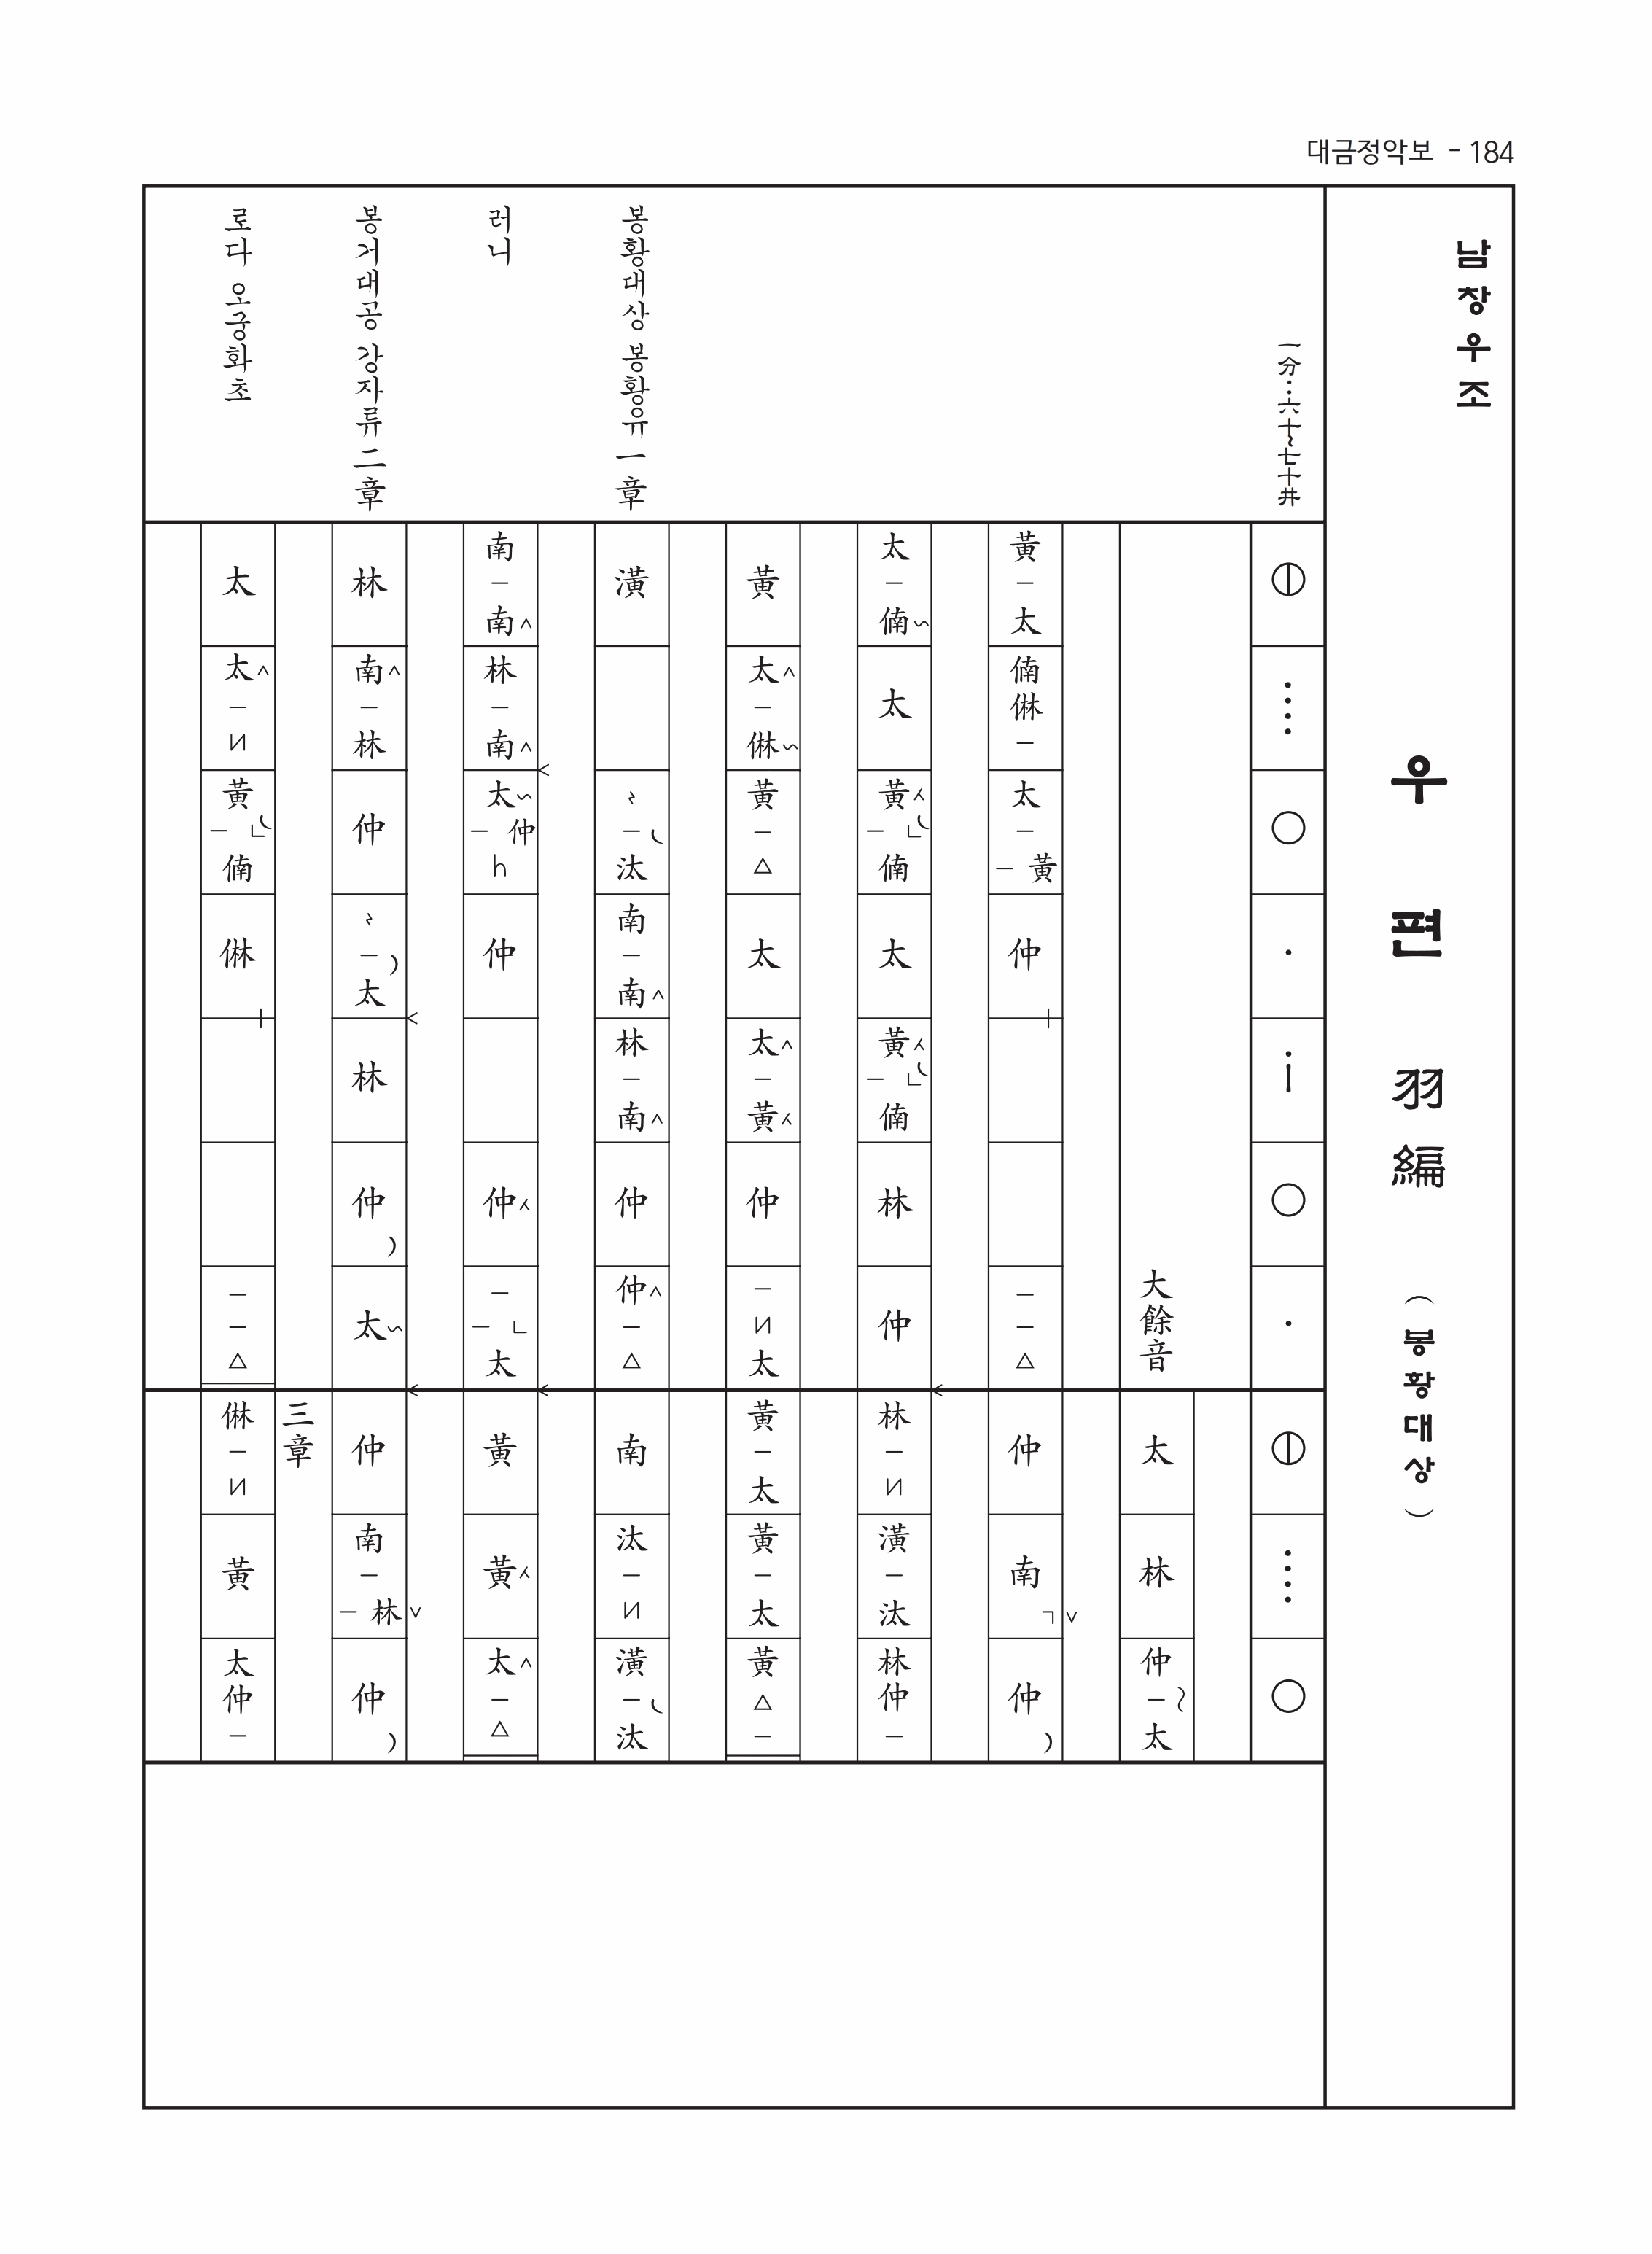 대금정악보 - 184
남창우조
우편 羽編 (봉황대상)
一分…六十~七十井
大餘音 太 林 仲 – 太
黃 – 太 㑲 㑣 – 太 – – 黃 仲 – – △ 仲 南 仲
太 – 㑲 太 黃 – 㑲 太 黃 – 㑲 林 仲 林 – 潢 – 汰 林 仲 –
黃 太 – 㑣 黃 – △ 太 太 – 黃 仲 – 太 黃 – 太 黃 – 太 黃 △ –
봉황대상 봉황유 一章
潢 – 汰 南 – 南 林 – 南 仲 仲 – △ 南 汰 – 潢 – 汰
러니
南 – 南 林 – 南 太 – 仲 仲 仲 – – 太 黃 黃 太 – △
봉거대공 강자류 二章
林 南 – 林 仲 – 太 林 仲 太 仲 南 – – 林 仲
三章
로다 오궁화초
太 太 – 黃 – 㑲 㑣 – – △ 㑣 – 黃 太 仲 –